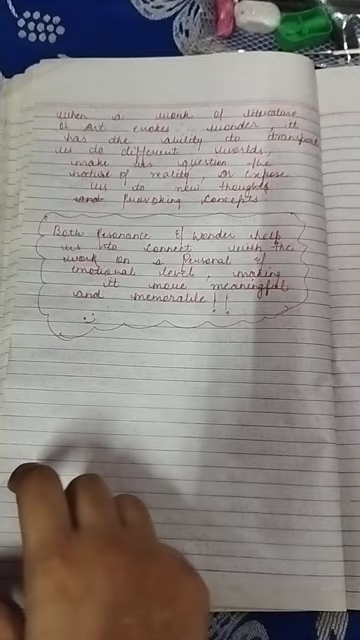 when a work of literature
or art evokes wonder, it
has the ability to transport
us to different worlds,
make us question the
nature of reality, or expose
us to new thoughts
and provoking concepts.
Both Resonance & Wonder help
us to connect with the
work on a Personal &
emotional level, making
it more meaningful
and memorable!!